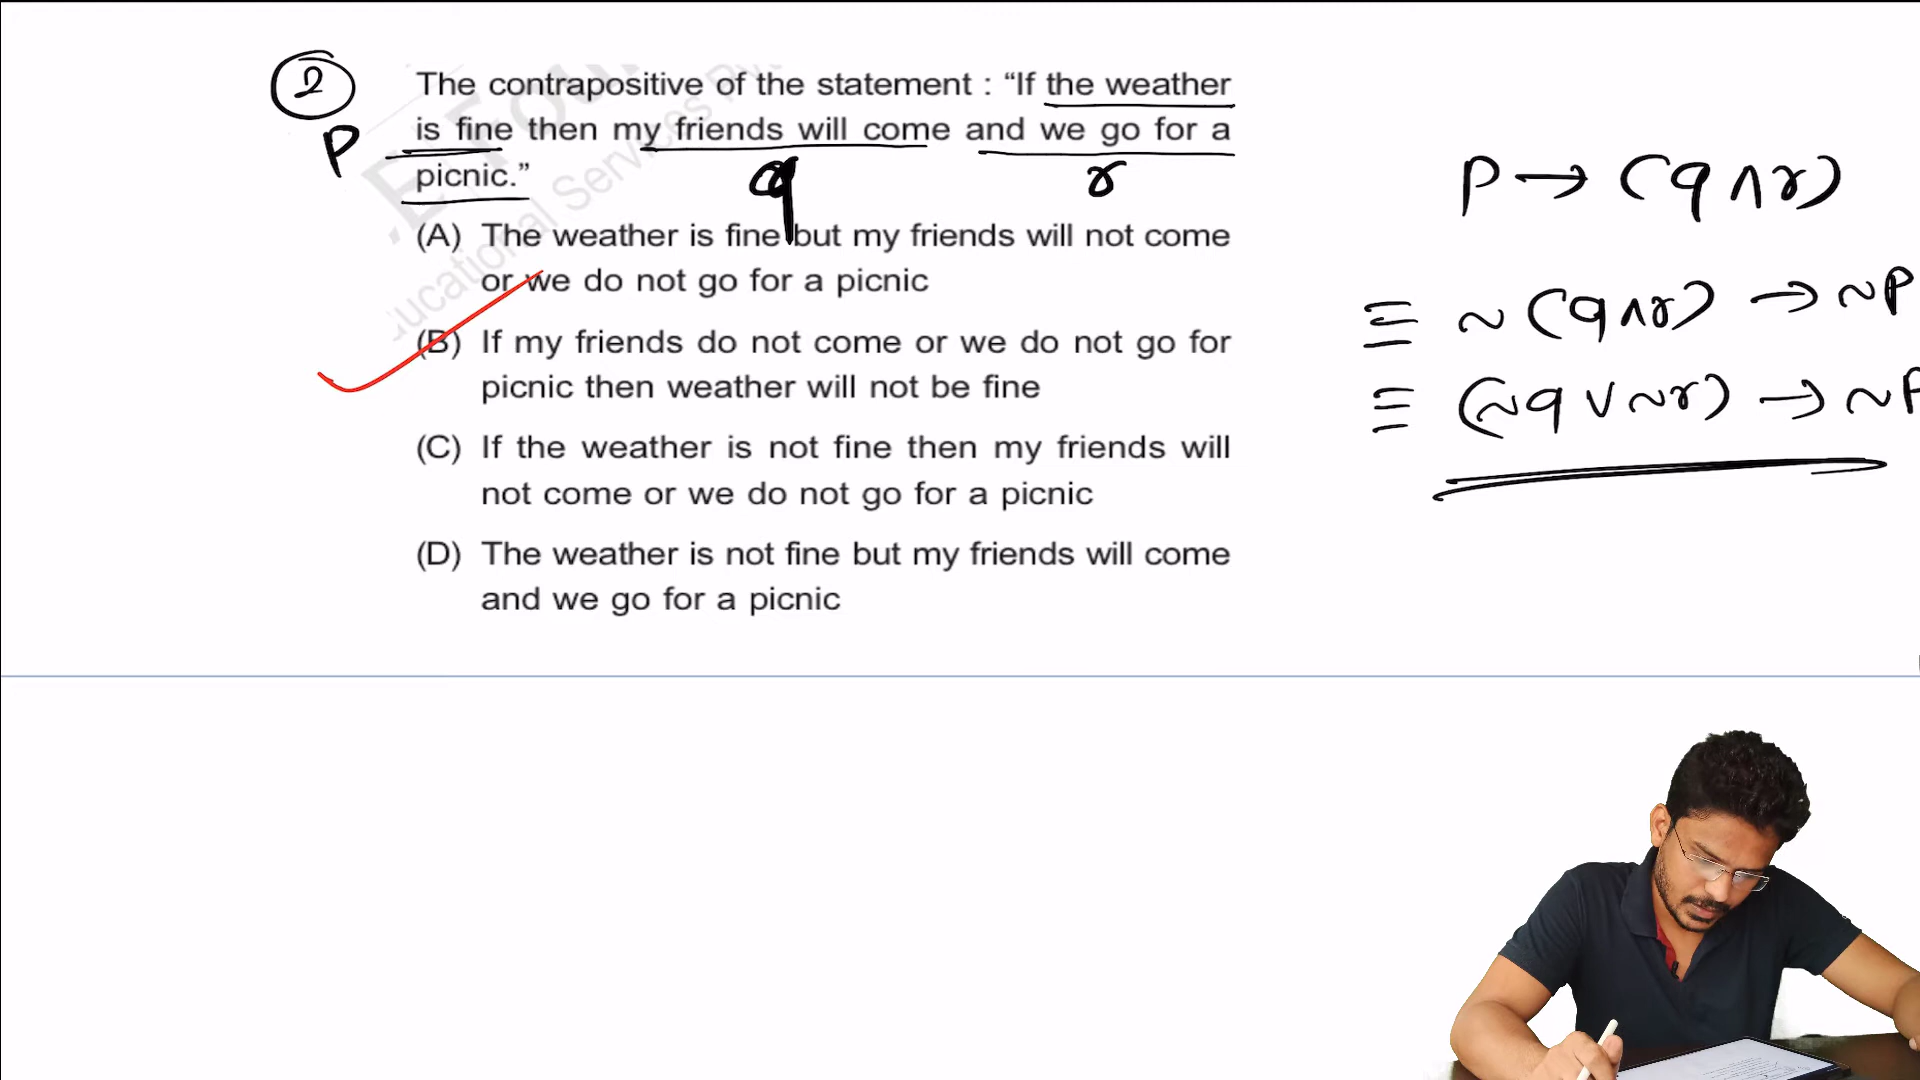 2
The contrapositive of the statement : “If the weather
P
is fine then my friends will come and we go for a
picnic.”
q
r
(A) The weather is fine but my friends will not come
or we do not go for a picnic
(B) If my friends do not come or we do not go for
picnic then weather will not be fine
(C) If the weather is not fine then my friends will
not come or we do not go for a picnic
(D) The weather is not fine but my friends will come
and we go for a picnic
P → (q ∧ r)
≡ ~(q ∧ r) → ~P
≡ (~q ∨ ~r) → ~P
Educational Services